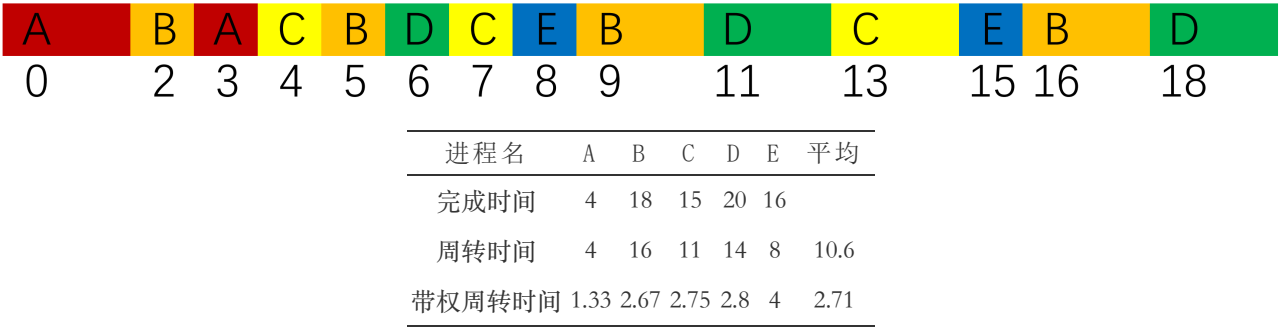 A B A C B D C E B D C E B D
0 2 3 4 5 6 7 8 9 11 13 15 16 18
进程名 A B C D E 平均
完成时间 4 18 15 20 16
周转时间 4 16 11 14 8 10.6
带权周转时间 1.33 2.67 2.75 2.8 4 2.71